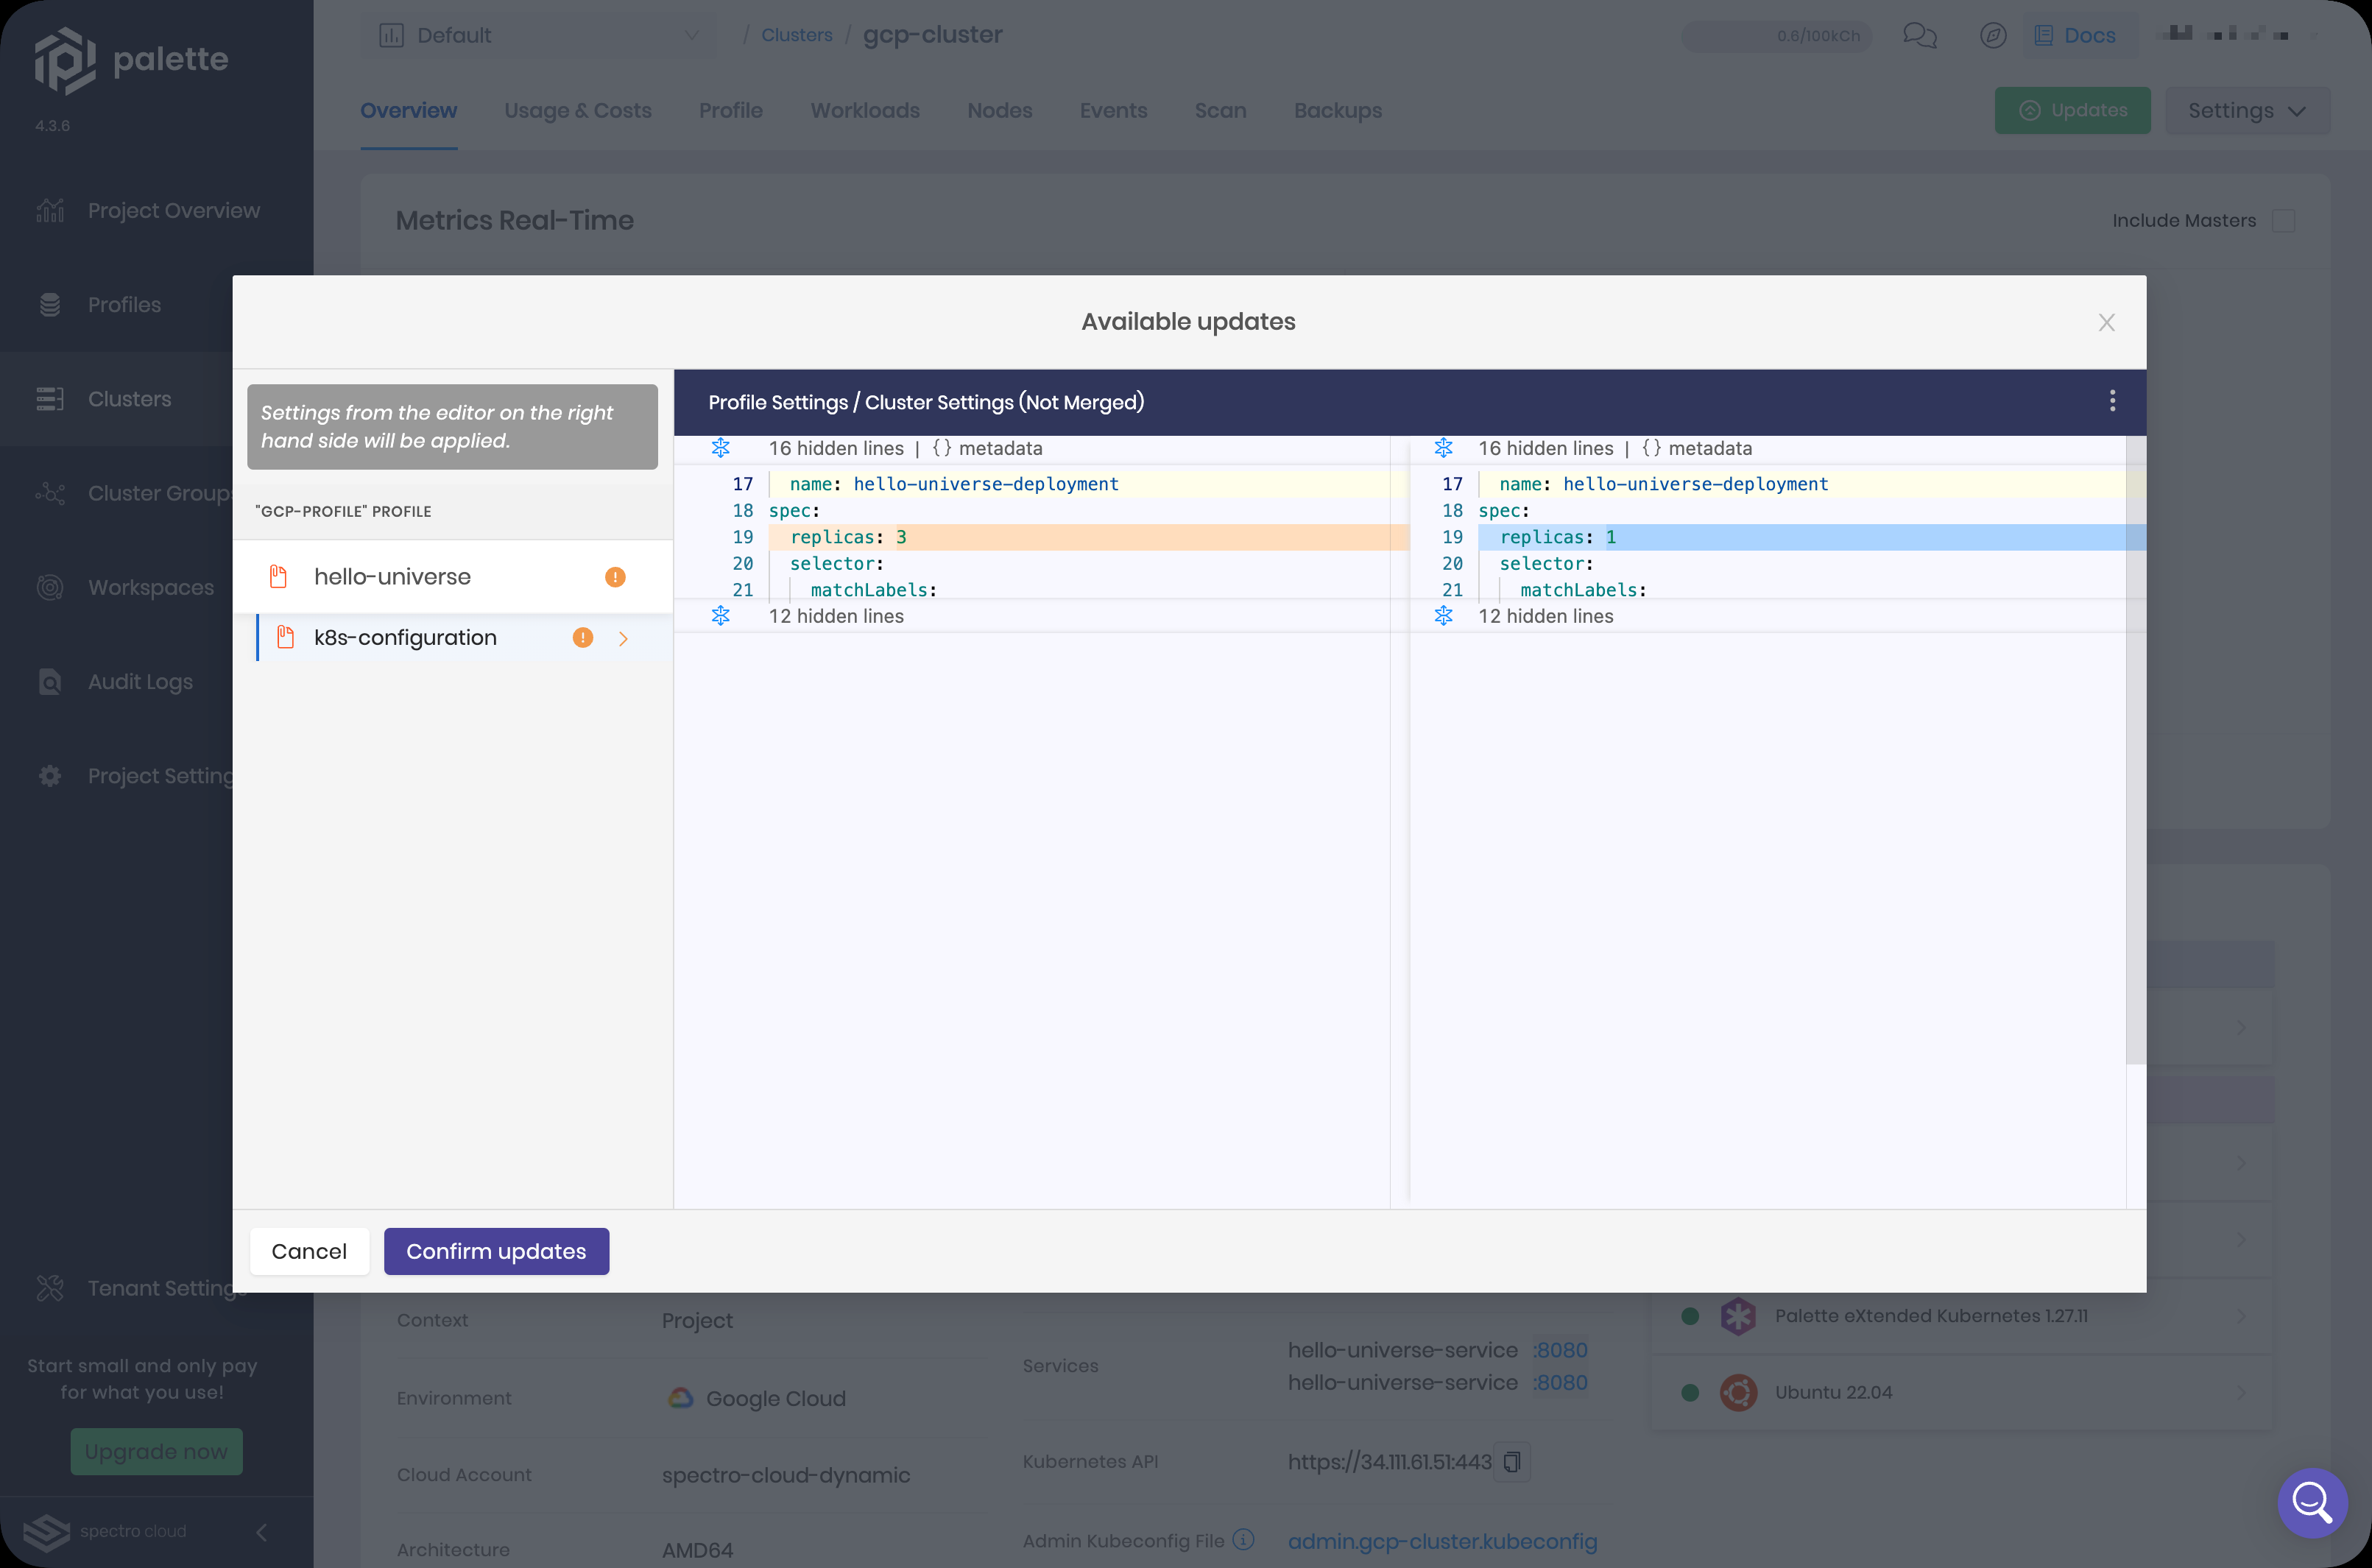 palette
4.3.6
Project Overview
Profiles
Clusters
Cluster Groups
Workspaces
Audit Logs
Project Setting
Tenant Settings
Start small and only pay
for what you use!
Upgrade now
spectro cloud
Default
/ Clusters / gcp-cluster
0.6/100kCh
Docs
Overview
Usage & Costs
Profile
Workloads
Nodes
Events
Scan
Backups
Updates
Settings
Metrics Real-Time
Include Masters
Available updates
Settings from the editor on the right
hand side will be applied.
"GCP-PROFILE" PROFILE
hello-universe
k8s-configuration
Profile Settings / Cluster Settings (Not Merged)
16 hidden lines | {} metadata
17 name: hello-universe-deployment
18 spec:
19 replicas: 3
20 selector:
21 matchLabels:
12 hidden lines
16 hidden lines | {} metadata
17 name: hello-universe-deployment
18 spec:
19 replicas: 1
20 selector:
21 matchLabels:
12 hidden lines
Cancel
Confirm updates
Context
Project
Environment
Google Cloud
Cloud Account
spectro-cloud-dynamic
Architecture
AMD64
Services
hello-universe-service :8080
hello-universe-service :8080
Kubernetes API
https://34.111.61.51:443
Admin Kubeconfig File
admin.gcp-cluster.kubeconfig
Palette eXtended Kubernetes 1.27.11
Ubuntu 22.04